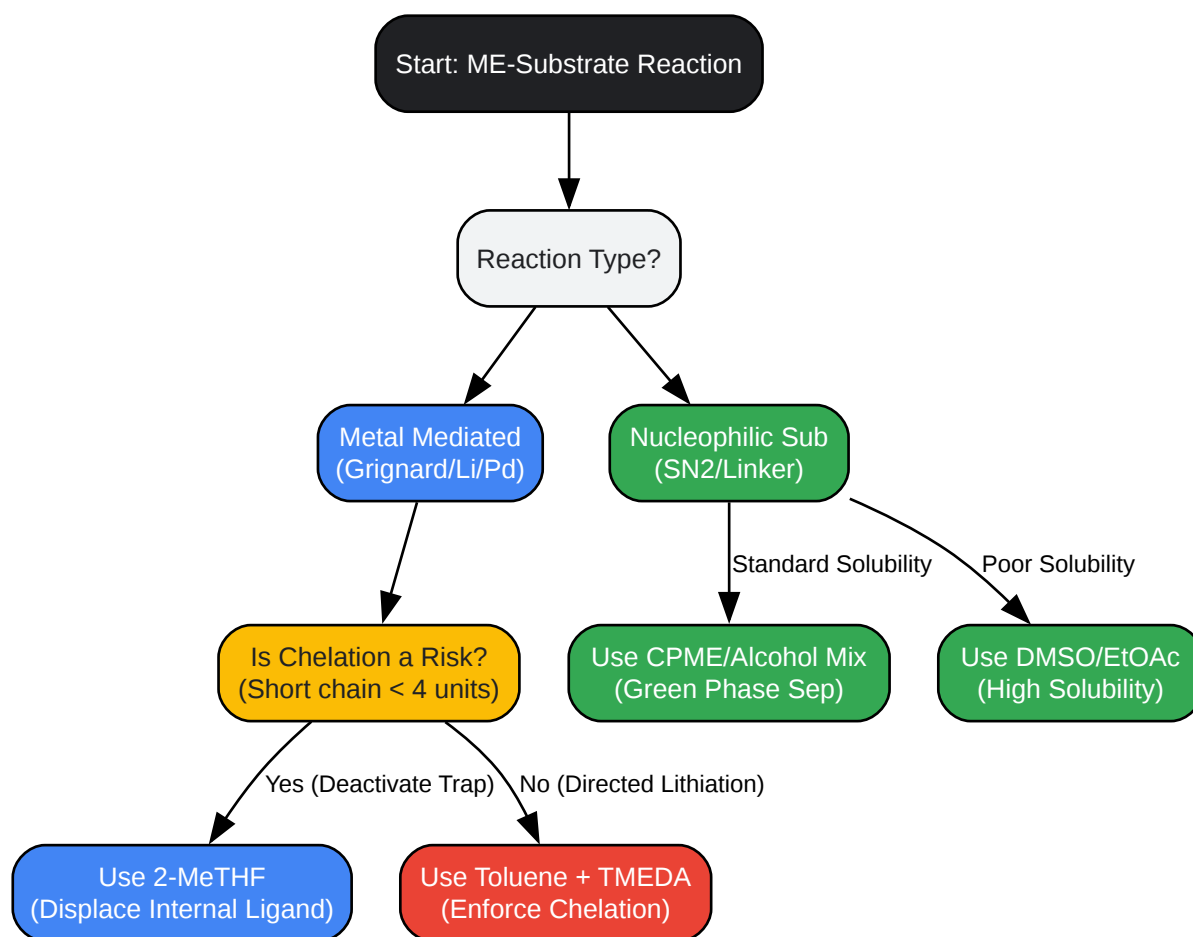 Start: ME-Substrate Reaction
Reaction Type?
Metal Mediated
(Grignard/Li/Pd)
Nucleophilic Sub
(SN2/Linker)
Standard Solubility
Poor Solubility
Is Chelation a Risk?
(Short chain < 4 units)
Use CPME/Alcohol Mix
(Green Phase Sep)
Use DMSO/EtOAc
(High Solubility)
Yes (Deactivate Trap)
No (Directed Lithiation)
Use 2-MeTHF
(Displace Internal Ligand)
Use Toluene + TMEDA
(Enforce Chelation)